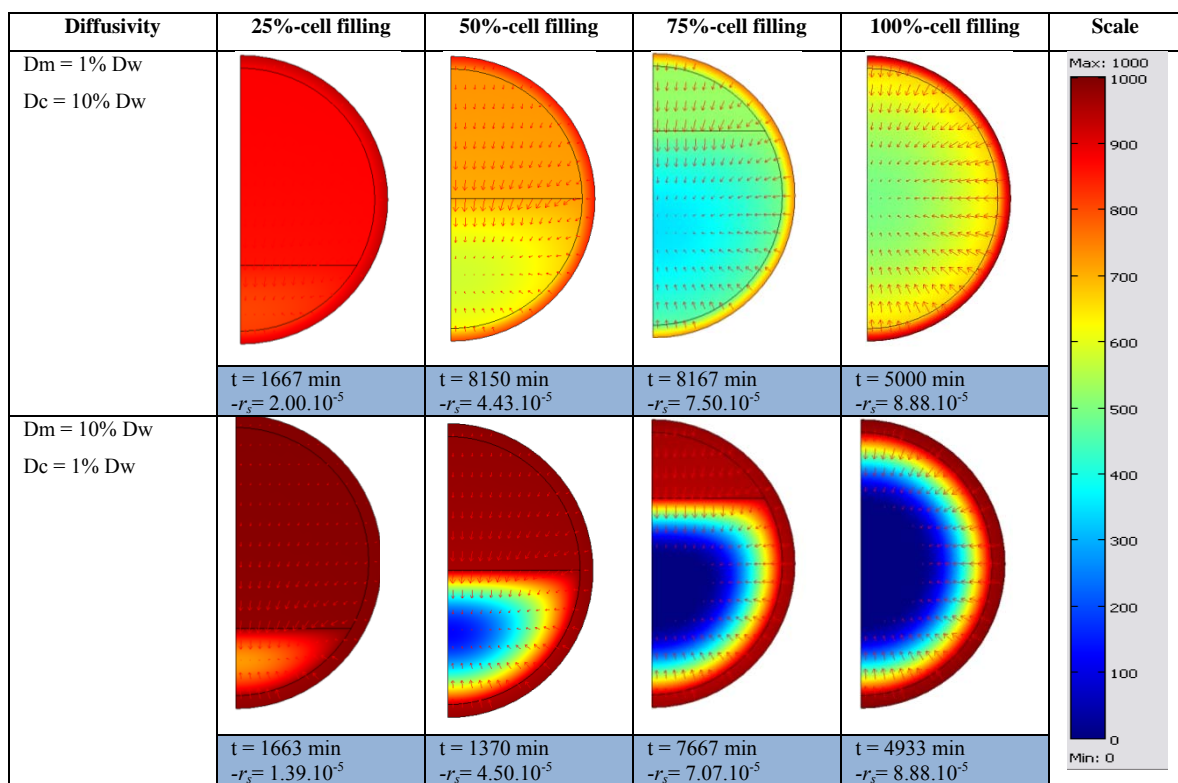 Diffusivity 25%-cell filling 50%-cell filling 75%-cell filling 100%-cell filling Scale
Dm = 1% Dw
Dc = 10% Dw
Max: 1000
1000
900
800
700
600
500
400
300
200
100
0
Min: 0
t = 1667 min
-rs= 2.00.10-5
t = 8150 min
-rs= 4.43.10-5
t = 8167 min
-rs= 7.50.10-5
t = 5000 min
-rs= 8.88.10-5
Dm = 10% Dw
Dc = 1% Dw
t = 1663 min
-rs= 1.39.10-5
t = 1370 min
-rs= 4.50.10-5
t = 7667 min
-rs= 7.07.10-5
t = 4933 min
-rs= 8.88.10-5